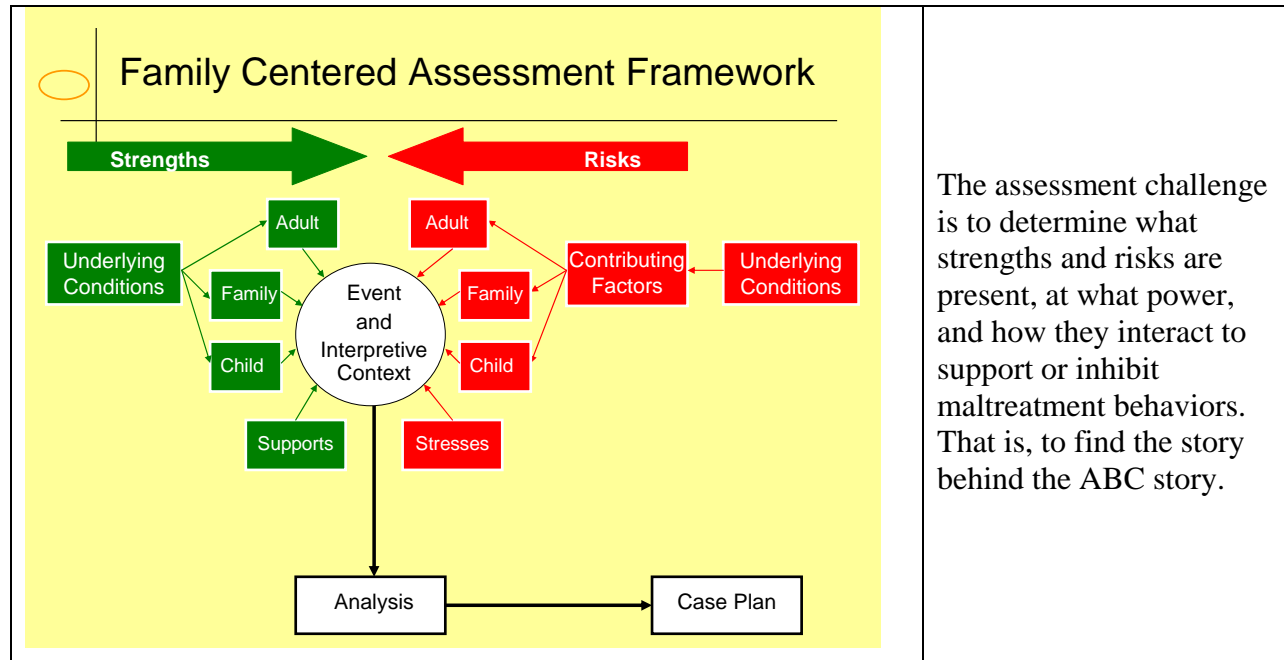 Family Centered Assessment Framework
Strengths
Risks
Adult
Adult
Underlying
Conditions
Family
Event
and
Interpretive
Context
Family
Contributing
Factors
Underlying
Conditions
Child
Child
Supports
Stresses
Analysis
Case Plan
The assessment challenge
is to determine what
strengths and risks are
present, at what power,
and how they interact to
support or inhibit
maltreatment behaviors.
That is, to find the story
behind the ABC story.